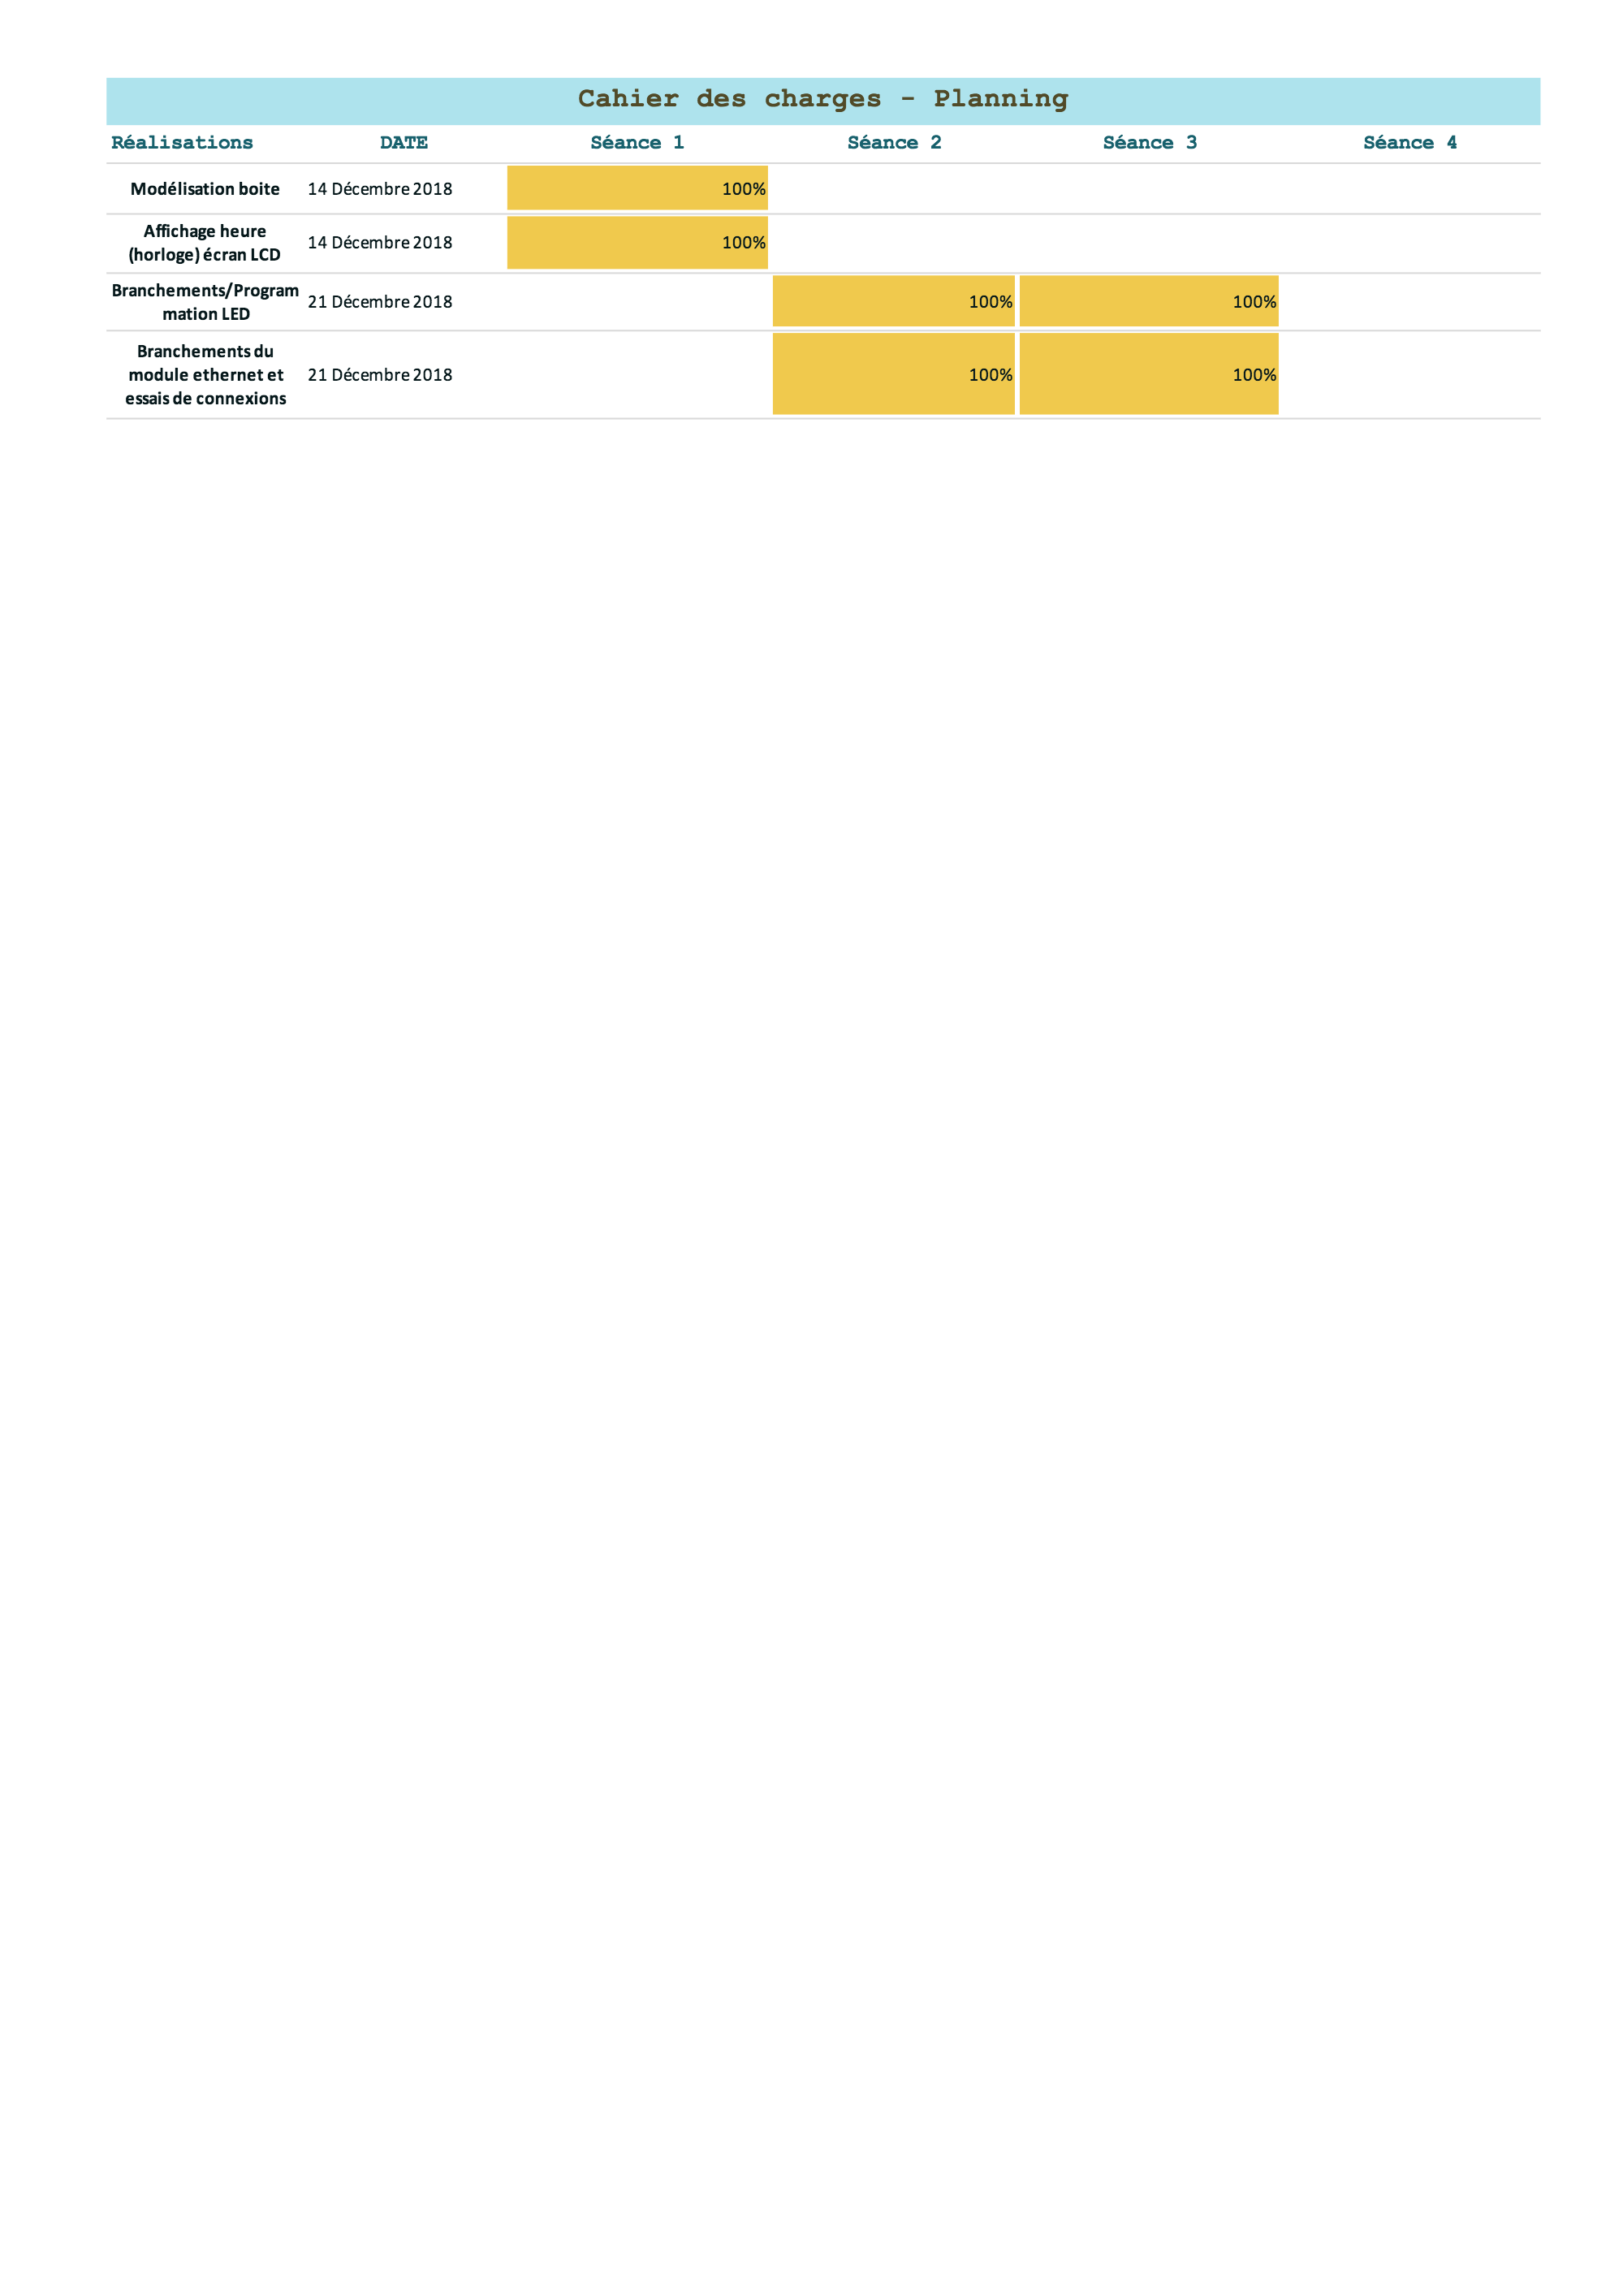 Cahier des charges - Planning
Réalisations DATE Séance 1 Séance 2 Séance 3 Séance 4
Modélisation boite 14 Décembre 2018 100%
Affichage heure
(horloge) écran LCD 14 Décembre 2018 100%
Branchements/Program
mation LED 21 Décembre 2018 100% 100%
Branchements du
module ethernet et 21 Décembre 2018 100% 100%
essais de connexions